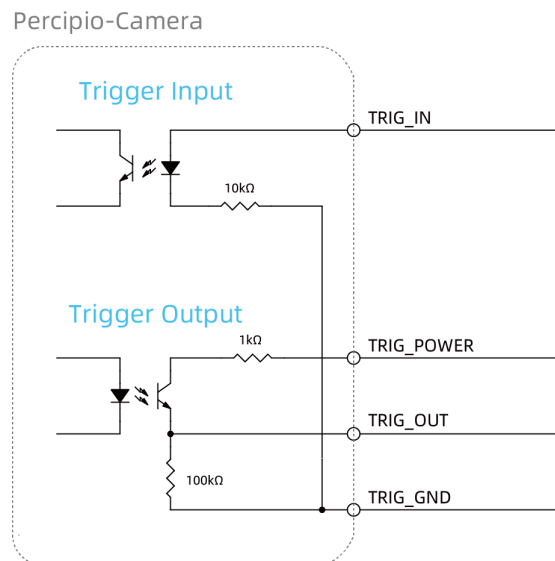 Percipio-Camera
Trigger Input
TRIG_IN
10kΩ
Trigger Output
1kΩ
TRIG_POWER
TRIG_OUT
100kΩ
TRIG_GND